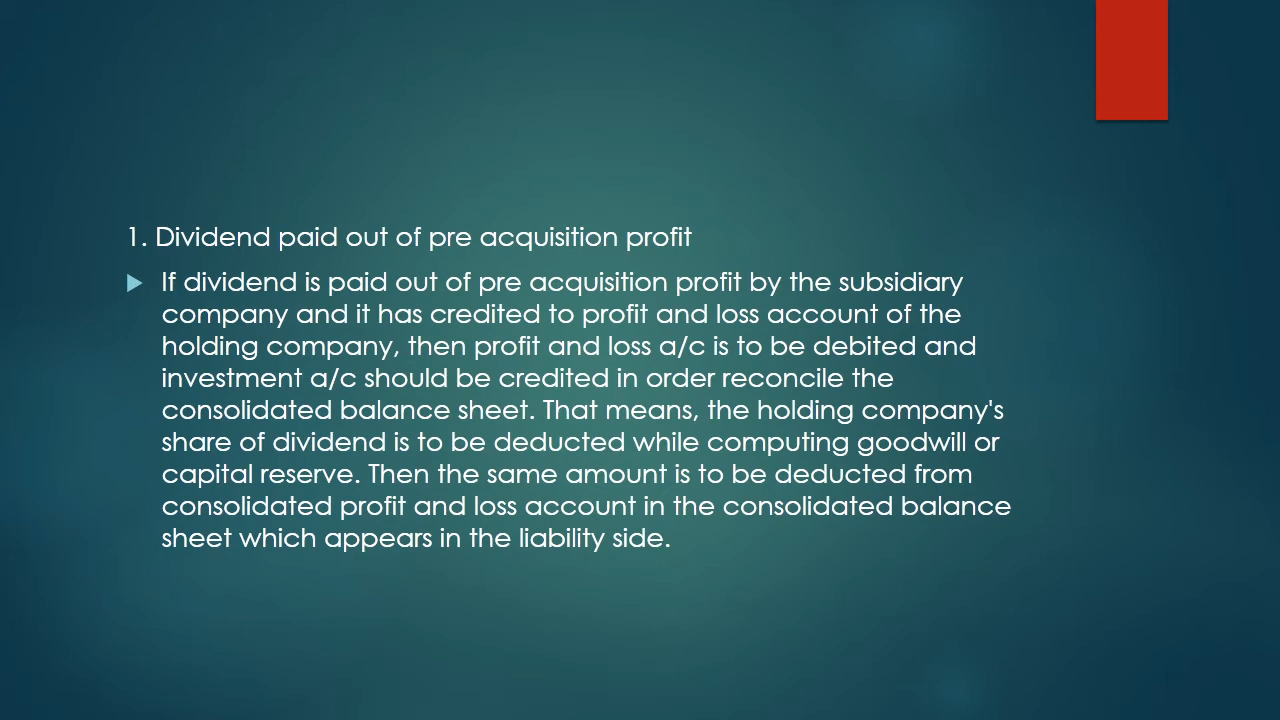 1. Dividend paid out of pre acquisition profit
If dividend is paid out of pre acquisition profit by the subsidiary
company and it has credited to profit and loss account of the
holding company, then profit and loss a/c is to be debited and
investment a/c should be credited in order reconcile the
consolidated balance sheet. That means, the holding company's
share of dividend is to be deducted while computing goodwill or
capital reserve. Then the same amount is to be deducted from
consolidated profit and loss account in the consolidated balance
sheet which appears in the liability side.